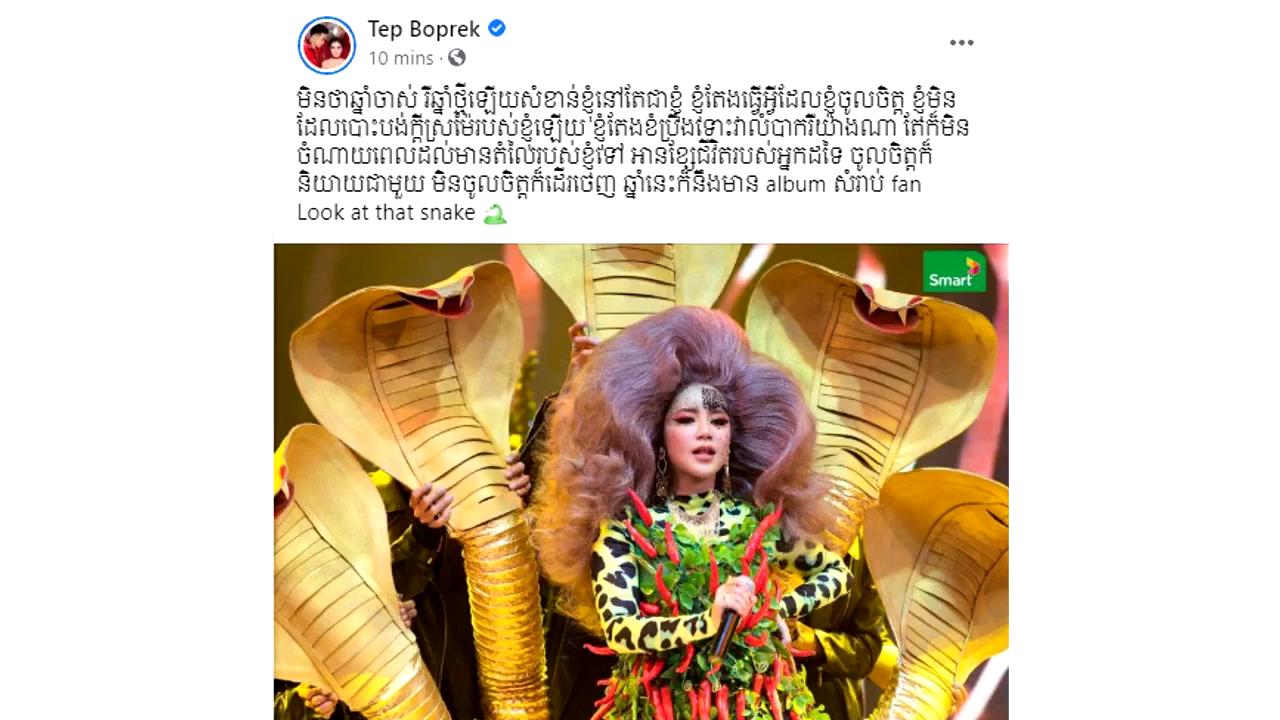 Tep Boprek
10 mins ·
មិនថាឆ្នាំចាស់ រឺឆ្នាំថ្មីឡើយសំខាន់ខ្ញុំនៅតែជាខ្ញុំ ខ្ញុំតែងធ្វើអ្វីដែលខ្ញុំចូលចិត្ត ខ្ញុំមិន
ដែលបោះបង់ក្ដីស្រម៉ៃរបស់ខ្ញុំឡើយ ខ្ញុំតែងខំប្រឹងទោះវាលំបាករឺយ៉ាងណា តែក៏មិន
ចំណាយពេលដល់មានតំលៃរបស់ខ្ញុំទៅ អានខ្សែជីវិតរបស់អ្នកដទៃ ចូលចិត្តក៏
និយាយជាមួយ មិនចូលចិត្តក៏ដើរចេញ ឆ្នាំនេះក៏នឹងមាន album សំរាប់ fan
Look at that snake 🐍
Smart